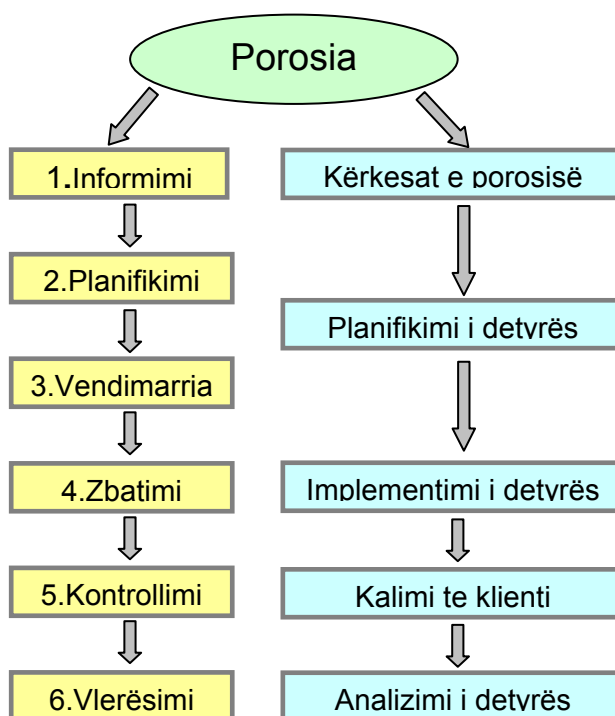 Porosia
1.Informimi
2.Planifikimi
3.Vendimarrja
4.Zbatimi
5.Kontrollimi
6.Vlerësimi
Kërkesat e porosisë
Planifikimi i detyrës
Implementimi i detyrës
Kalimi te klienti
Analizimi i detyrës